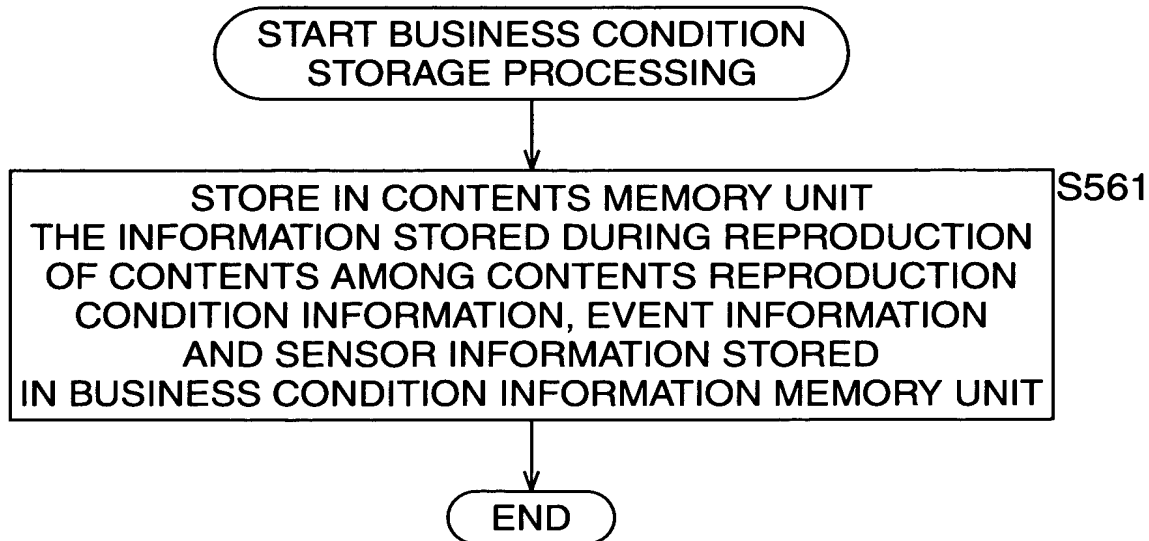 START BUSINESS CONDITION
STORAGE PROCESSING
S561
STORE IN CONTENTS MEMORY UNIT
THE INFORMATION STORED DURING REPRODUCTION
OF CONTENTS AMONG CONTENTS REPRODUCTION
CONDITION INFORMATION, EVENT INFORMATION
AND SENSOR INFORMATION STORED
IN BUSINESS CONDITION INFORMATION MEMORY UNIT
END